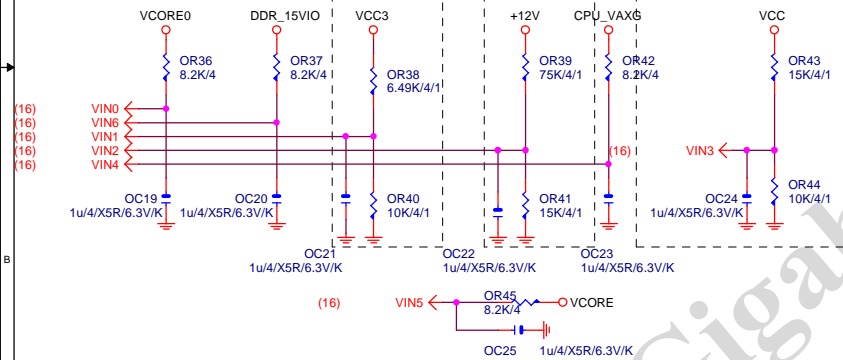 VCORE0 DDR_15VIO VCC3 +12V CPU_VAXG VCC
OR36
8.2K/4
OR37
8.2K/4
OR38
6.49K/4/1
OR39
75K/4/1
OR42
8.2K/4
OR43
15K/4/1
(16) VIN0
(16) VIN6
(16) VIN1
(16) VIN2
(16) VIN4
(16) VIN3
OC19
1u/4/X5R/6.3V/K
OC20
1u/4/X5R/6.3V/K
OR40
10K/4/1
OR41
15K/4/1
OC24
1u/4/X5R/6.3V/K
OR44
10K/4/1
OC21
1u/4/X5R/6.3V/K
OC22
1u/4/X5R/6.3V/K
OC23
1u/4/X5R/6.3V/K
B
(16) VIN5
OR45
8.2K/4
VCORE
OC25 1u/4/X5R/6.3V/K
Gigab